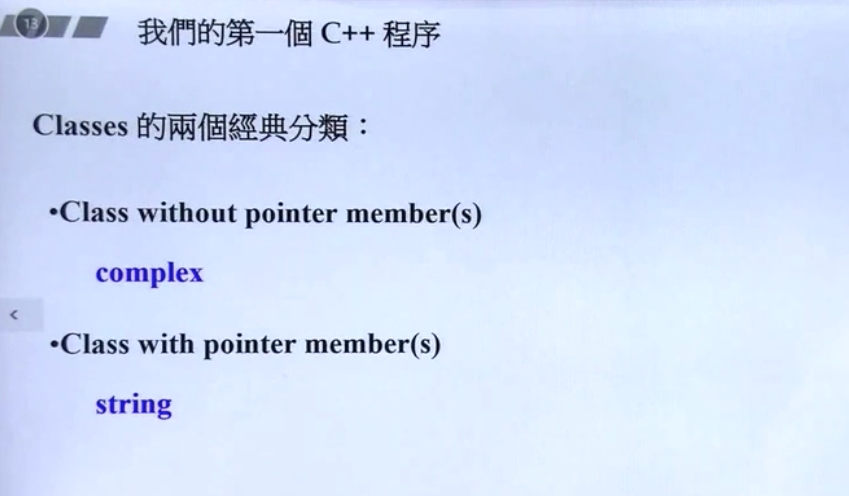 13
我們的第一個 C++ 程序
Classes 的兩個經典分類：
•Class without pointer member(s)
complex
•Class with pointer member(s)
string